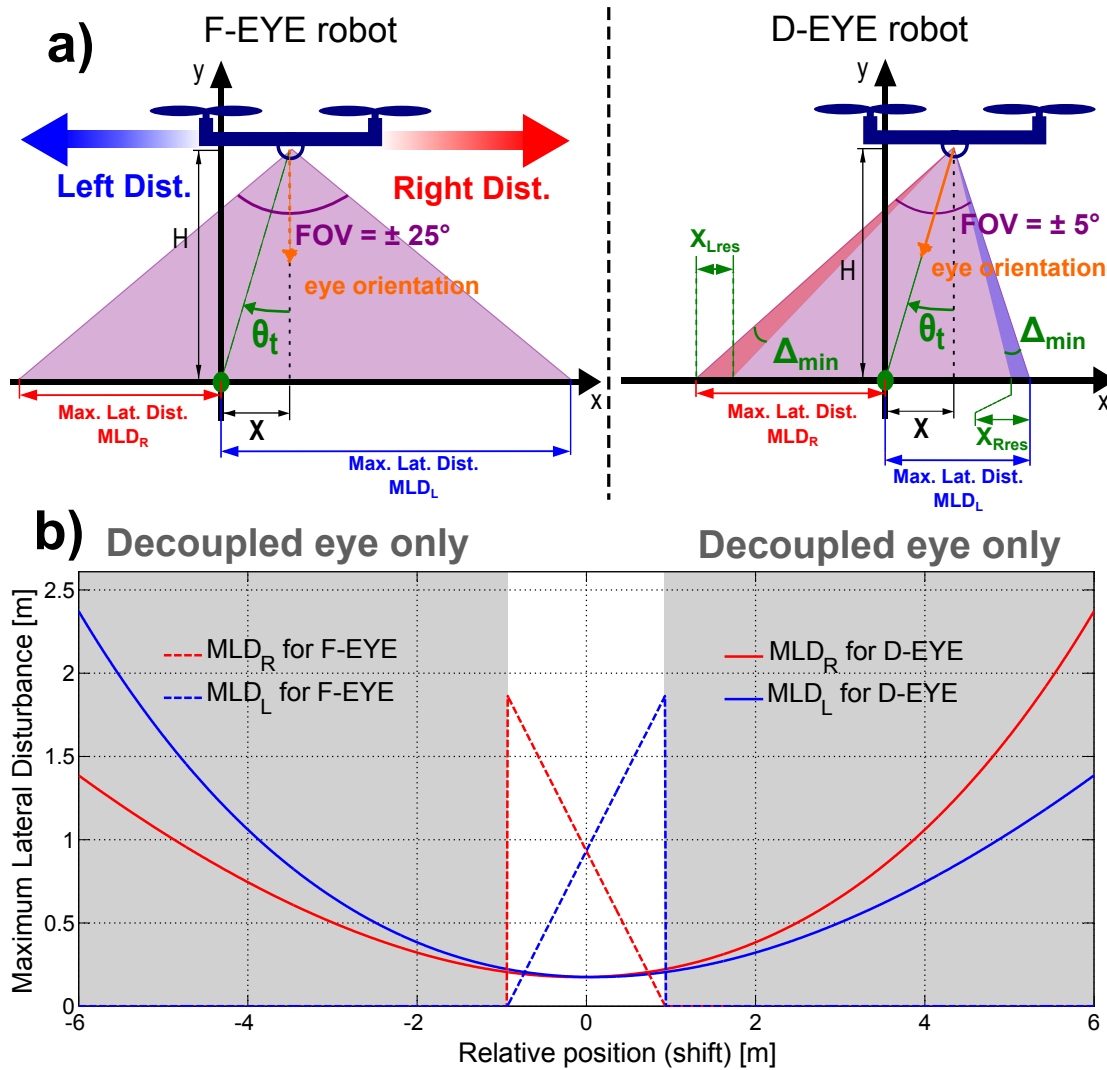 a)
F-EYE robot
D-EYE robot
y
y
Left Dist.
Right Dist.
H
FOV = ± 25°
eye orientation
θt
Max. Lat. Dist.
MLDR
X
x
Max. Lat. Dist.
MLDL
XLres
H
FOV = ± 5°
eye orientation
Δmin
θt
Δmin
Max. Lat. Dist.
MLDR
X
x
XRres
Max. Lat. Dist.
MLDL
b)
Decoupled eye only
Decoupled eye only
Maximum Lateral Disturbance [m]
2.5
2
1.5
1
0.5
0
MLDR for F-EYE
MLDL for F-EYE
MLDR for D-EYE
MLDL for D-EYE
-6 -4 -2 0 2 4 6
Relative position (shift) [m]